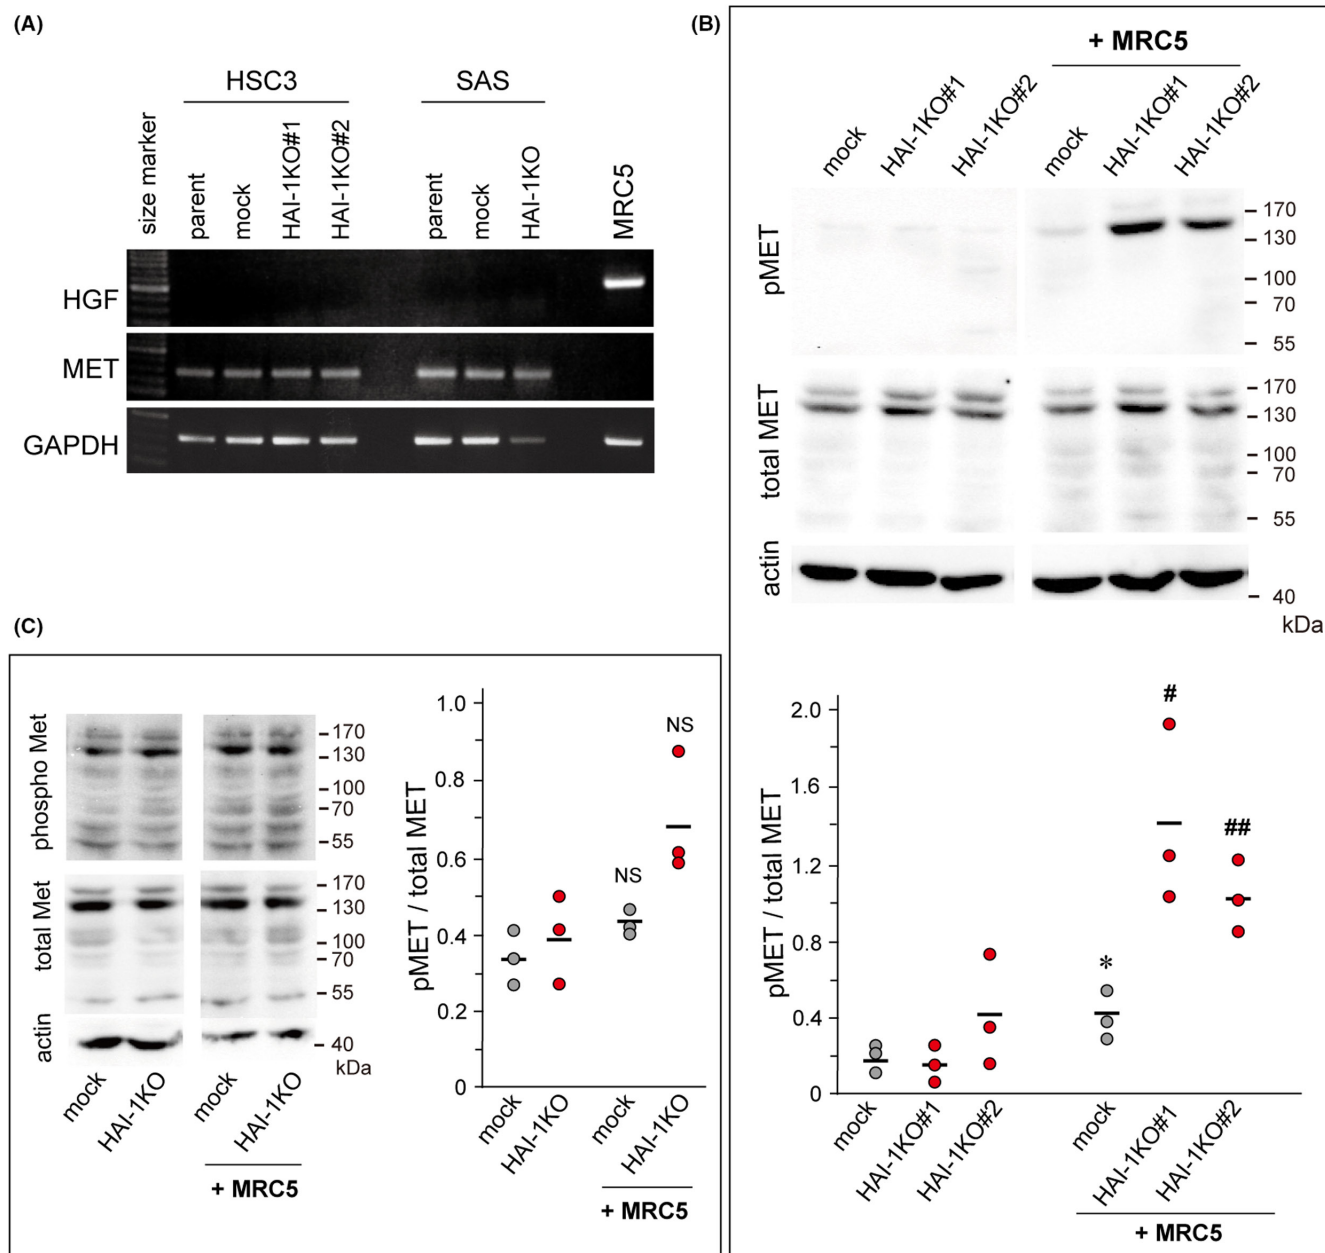 (A)
HSC3
SAS
size marker
parent
mock
HAI-1KO#1
HAI-1KO#2
parent
mock
HAI-1KO
MRC5
HGF
MET
GAPDH
(B)
+ MRC5
mock
HAI-1KO#1
HAI-1KO#2
mock
HAI-1KO#1
HAI-1KO#2
pMET
170
130
100
70
55
total MET
170
130
100
70
55
actin
40
kDa
2.0
1.6
1.2
0.8
0.4
0
pMET / total MET
#
##
*
mock
HAI-1KO#1
HAI-1KO#2
mock
HAI-1KO#1
HAI-1KO#2
+ MRC5
(C)
phospho Met
170
130
100
70
55
total Met
170
130
100
70
55
actin
40
kDa
mock
HAI-1KO
mock
HAI-1KO
+ MRC5
1.0
0.8
0.6
0.4
0.2
0
pMET / total MET
NS
NS
mock
HAI-1KO
mock
HAI-1KO
+ MRC5